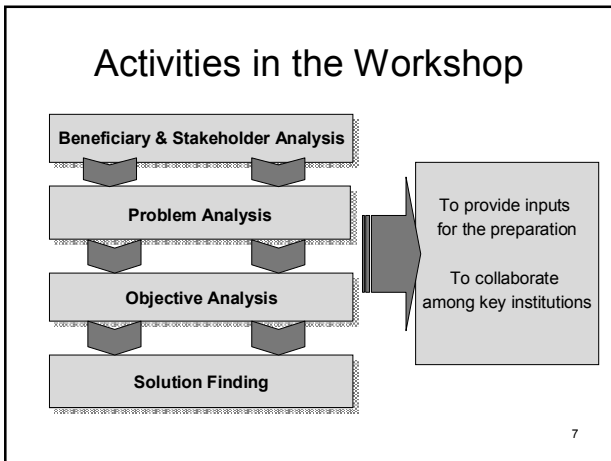 Activities in the Workshop
Beneficiary & Stakeholder Analysis
Problem Analysis
Objective Analysis
Solution Finding
To provide inputs
for the preparation
To collaborate
among key institutions
7